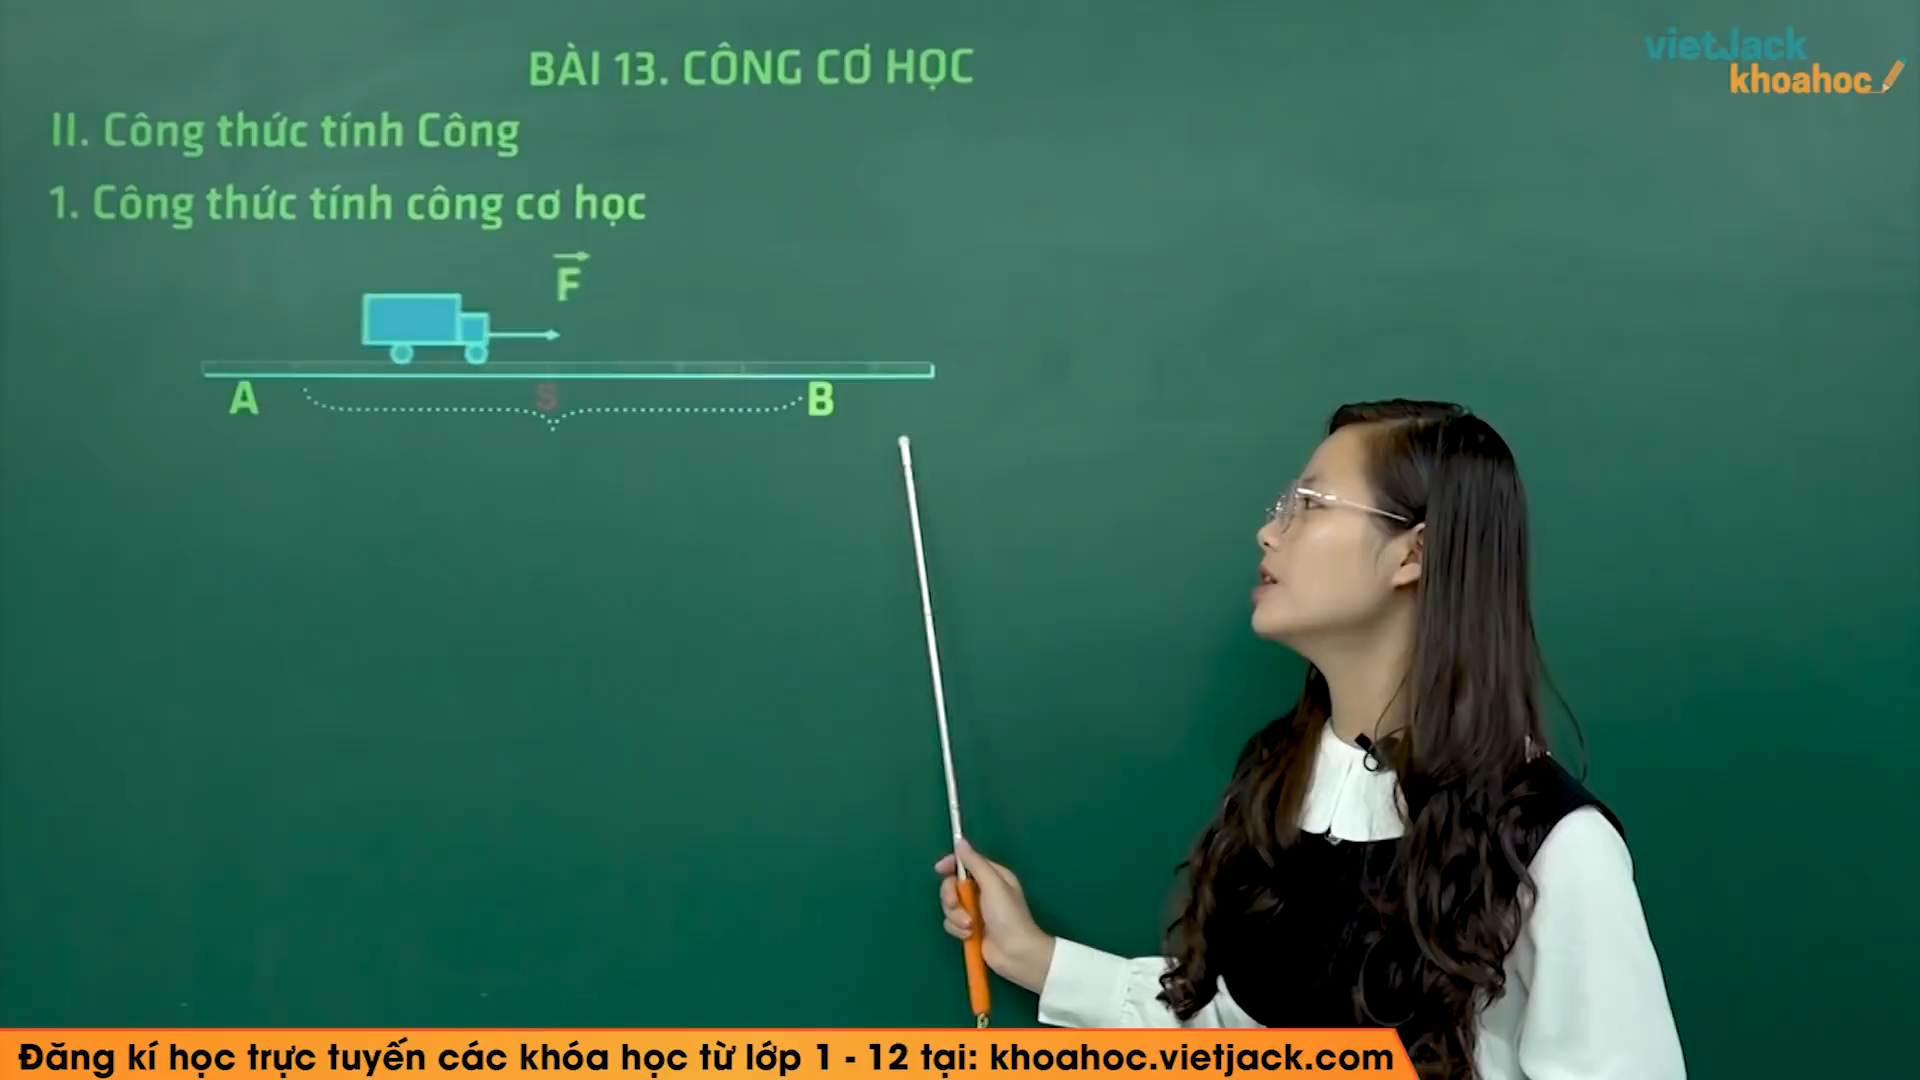 BÀI 13. CÔNG CƠ HỌC
vietJack
khoahoc
II. Công thức tính Công
1. Công thức tính công cơ học
F
A
S
B
Đăng kí học trực tuyến các khóa học từ lớp 1 - 12 tại: khoahoc.vietjack.com